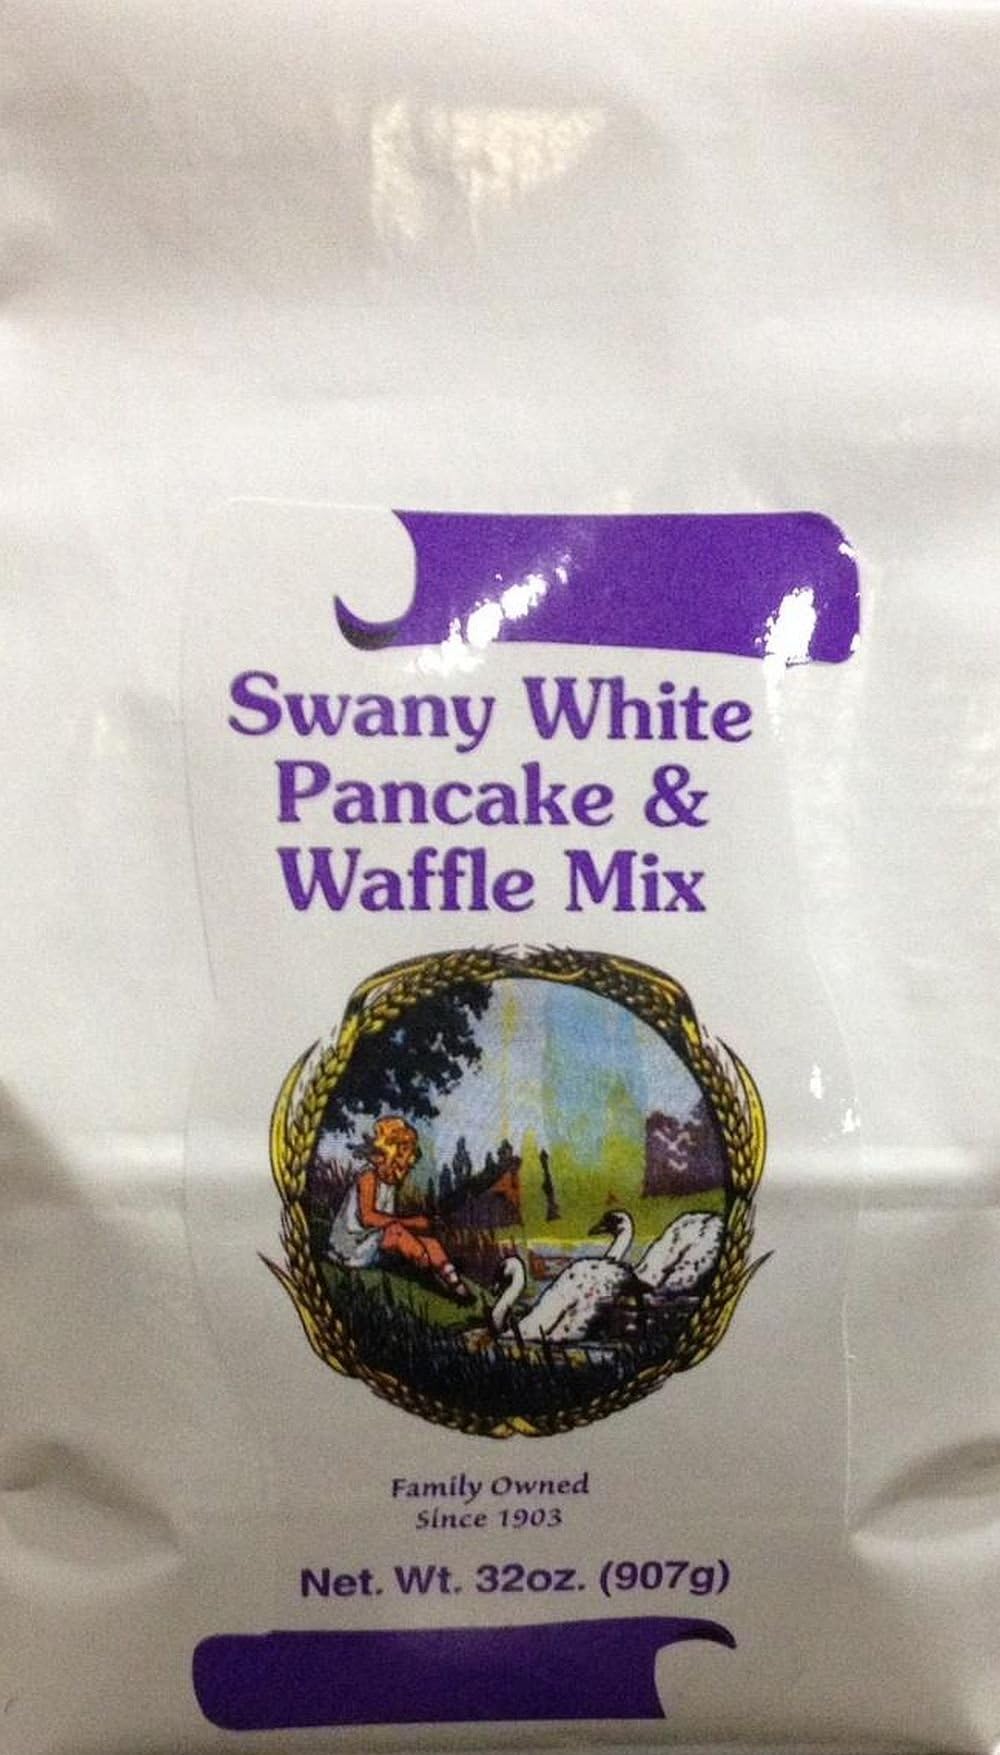 Swany White
Pancake &
Waffle Mix
Family Owned
Since 1903
Net. Wt. 32oz. (907g)